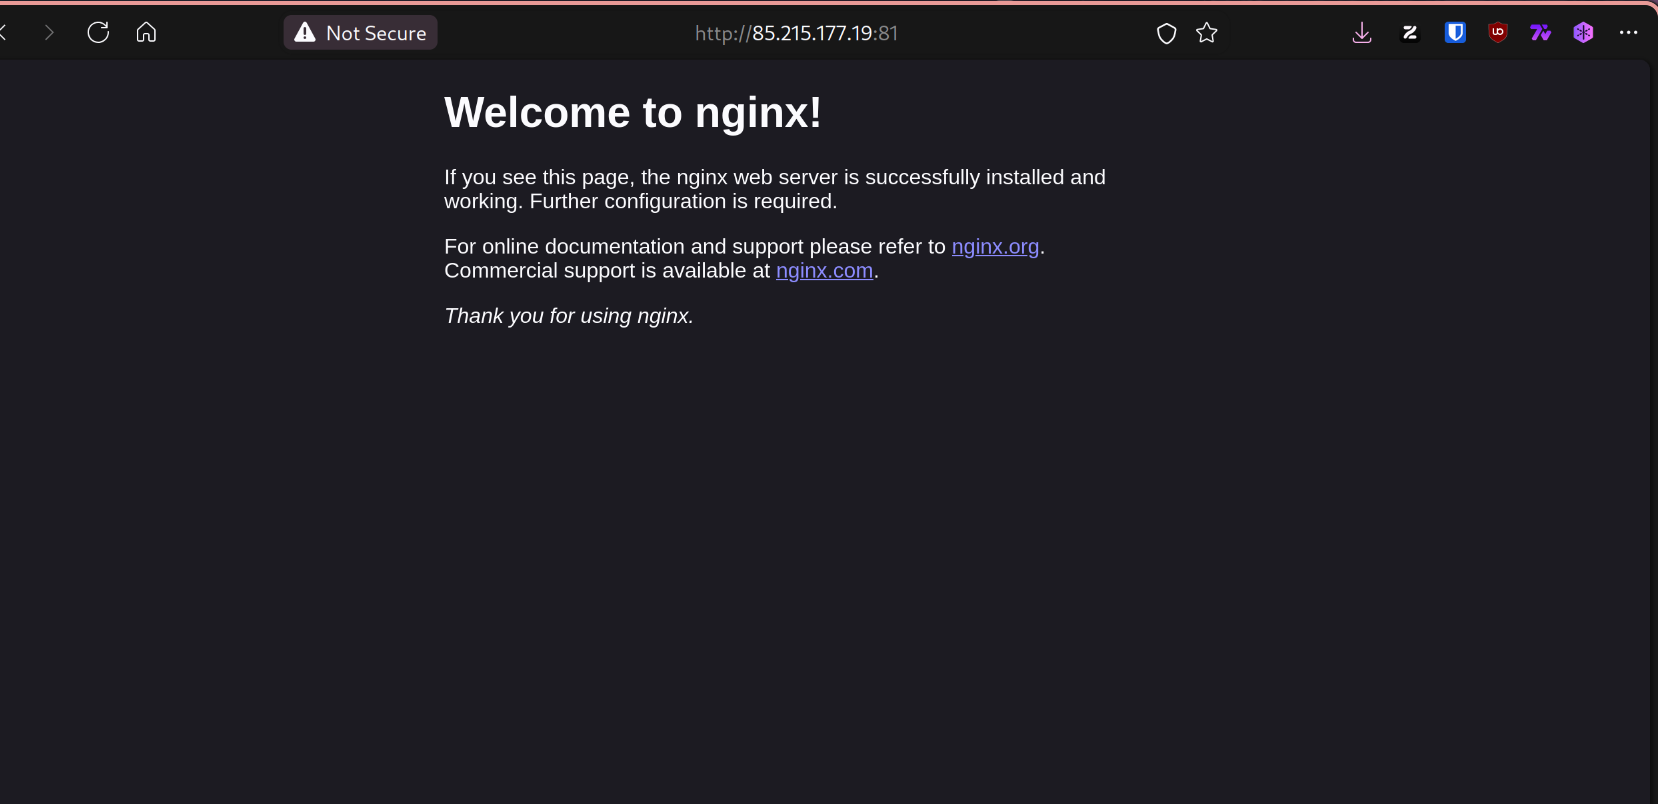 Not Secure
http://85.215.177.19:81
Welcome to nginx!
If you see this page, the nginx web server is successfully installed and
working. Further configuration is required.
For online documentation and support please refer to nginx.org.
Commercial support is available at nginx.com.
Thank you for using nginx.